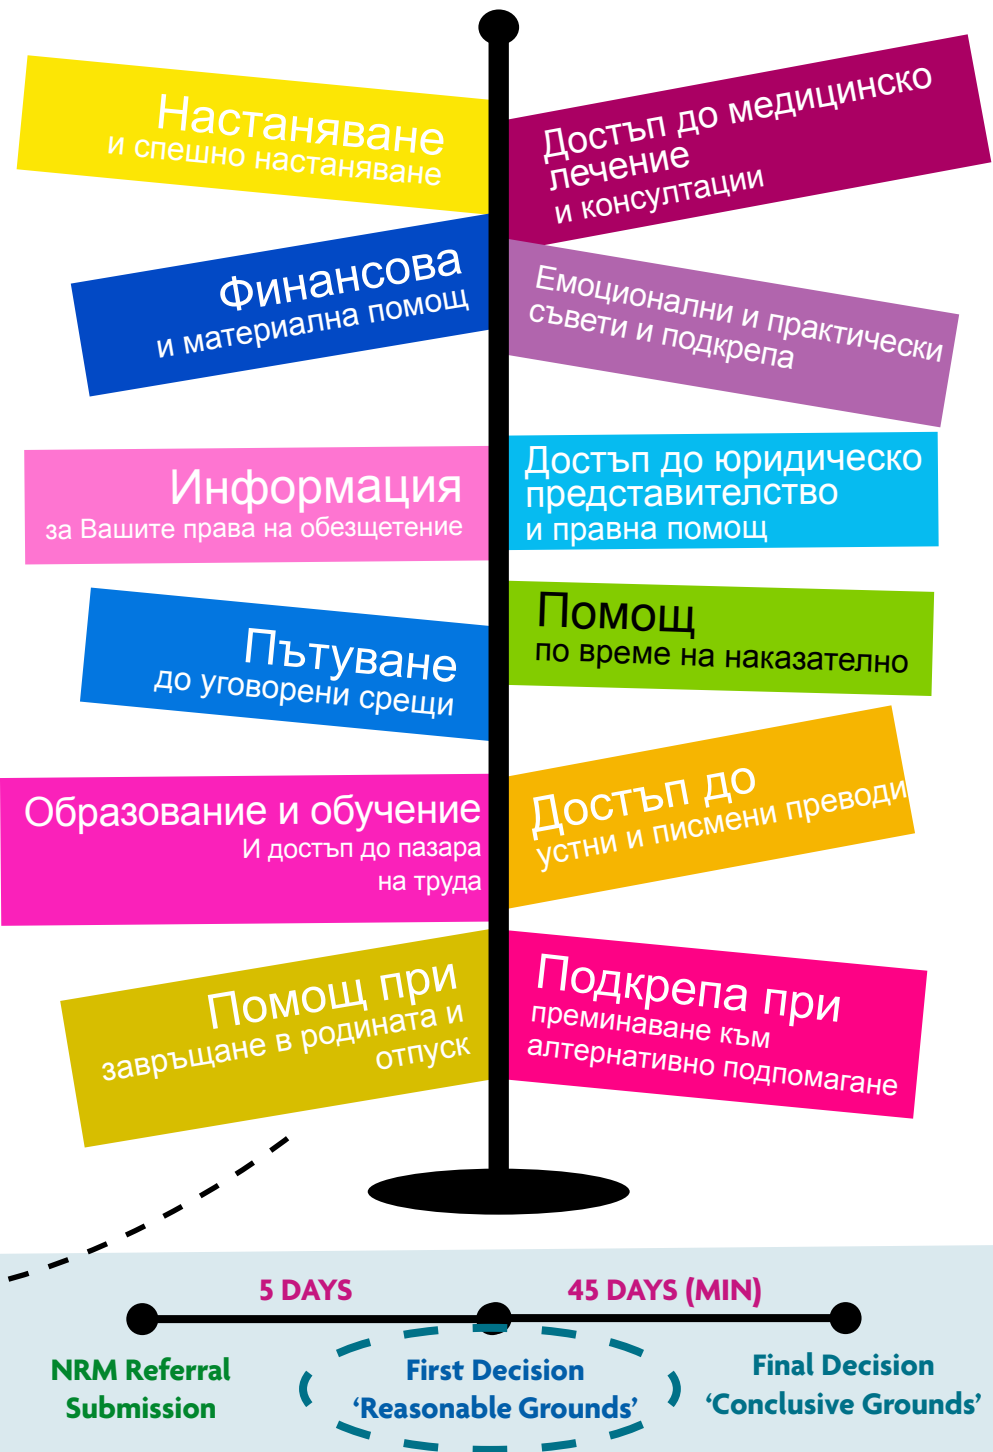 Настаняване
и спешно настаняване
Достъп до медицинско
лечение
и консултации
Финансова
и материална помощ
Емоционални и практически
съвети и подкрепа
Информация
за Вашите права на обезщетение
Достъп до юридическо
представителство
и правна помощ
Пътуване
до уговорени срещи
Помощ
по време на наказателно
Образование и обучение
И достъп до пазара
на труда
Достъп до
устни и писмени преводи
Помощ при
завръщане в родината и
отпуск
Подкрепа при
преминаване към
алтернативно подпомагане
5 DAYS
45 DAYS (MIN)
NRM Referral
Submission
First Decision
‘Reasonable Grounds’
Final Decision
‘Conclusive Grounds’